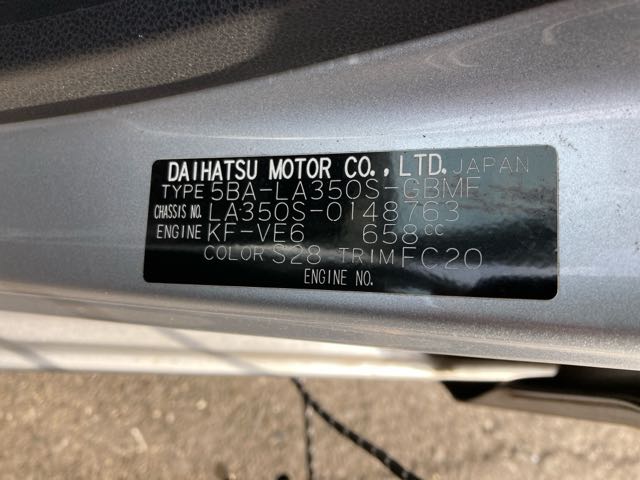 DAIHATSU MOTOR CO.,LTD. JAPAN
TYPE 5BA-LA350S-GBMF
CHASSIS NO. LA350S-0148763
ENGINE KF-VE6 658cc
COLOR S28 TRIM FC20
ENGINE NO.